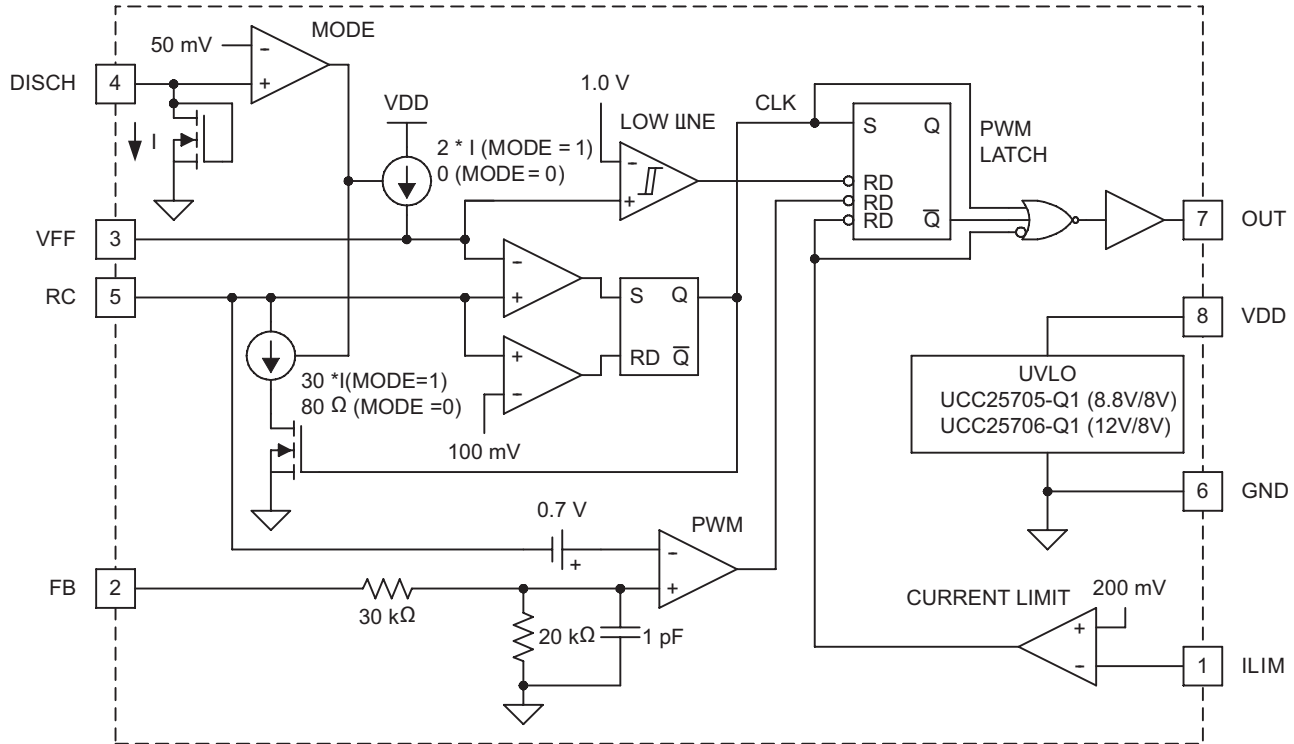 MODE
50 mV
-
+
DISCH
4
I
VDD
2 * I (MODE = 1)
0 (MODE = 0)
1.0 V
LOW LINE
-
+
CLK
S Q
RD
RD
RD Q
PWM
LATCH
7
OUT
VFF
3
RC
5
-
+
+
-
S Q
RD Q
30 *I(MODE=1)
80 Ω (MODE =0)
100 mV
8
VDD
UVLO
UCC25705-Q1 (8.8V/8V)
UCC25706-Q1 (12V/8V)
6
GND
0.7 V
+
PWM
-
+
FB
2
30 kΩ
20 kΩ
1 pF
CURRENT LIMIT
200 mV
+
-
1
ILIM